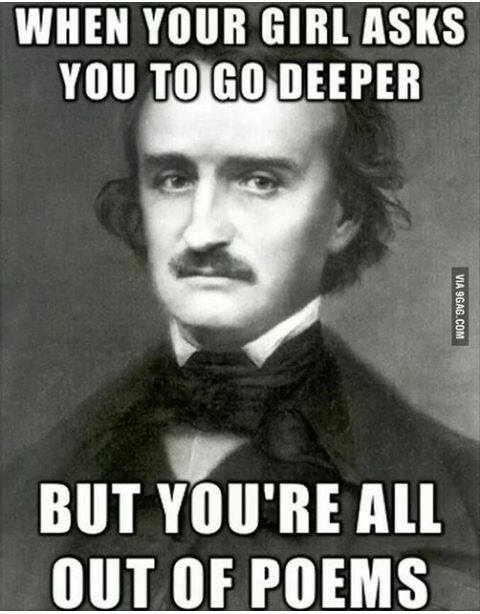 WHEN YOUR GIRL ASKS
YOU TO GO DEEPER
VIA 9GAG.COM
BUT YOU'RE ALL
OUT OF POEMS